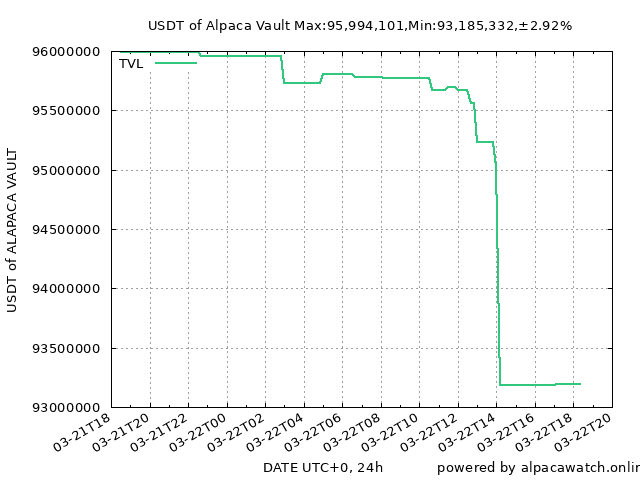 USDT of Alpaca Vault Max:95,994,101,Min:93,185,332,±2.92%
TVL
96000000
95500000
95000000
94500000
94000000
93500000
93000000
USDT of ALAPACA VAULT
03-21T18
03-21T20
03-21T22
03-22T00
03-22T02
03-22T04
03-22T06
03-22T08
03-22T10
03-22T12
03-22T14
03-22T16
03-22T18
03-22T20
DATE UTC+0, 24h
powered by alpacawatch.onlin